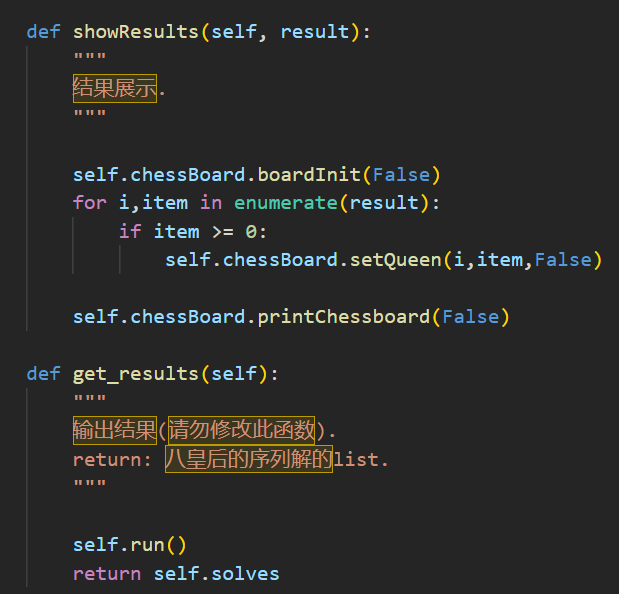 def showResults(self, result):
"""
结果展示.
"""
self.chessBoard.boardInit(False)
for i,item in enumerate(result):
if item >= 0:
self.chessBoard.setQueen(i,item,False)
self.chessBoard.printChessboard(False)
def get_results(self):
"""
输出结果(请勿修改此函数).
return: 八皇后的序列解的list.
"""
self.run()
return self.solves